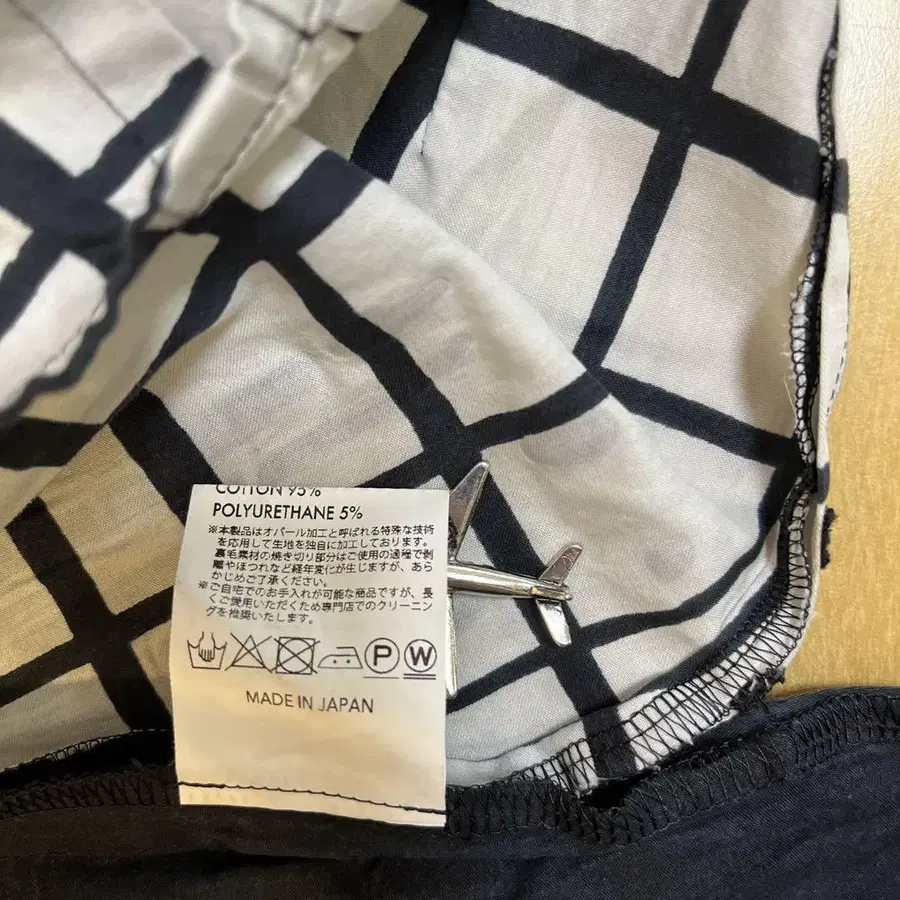 COTTON 95%
POLYURETHANE 5%
※本製品はオパール加工と呼ばれる特殊な技術
を応用して生地を独自に加工しております。
裏毛素材の焼き切り部分はご使用の過程で剥
離やほつれなど経年変化が生じますが、あら
かじめご了承ください。
※ご自宅でのお手入れが可能な商品ですが、長
くご愛用いただくため専門店でのクリーニン
グを推奨いたします。
P W
MADE IN JAPAN